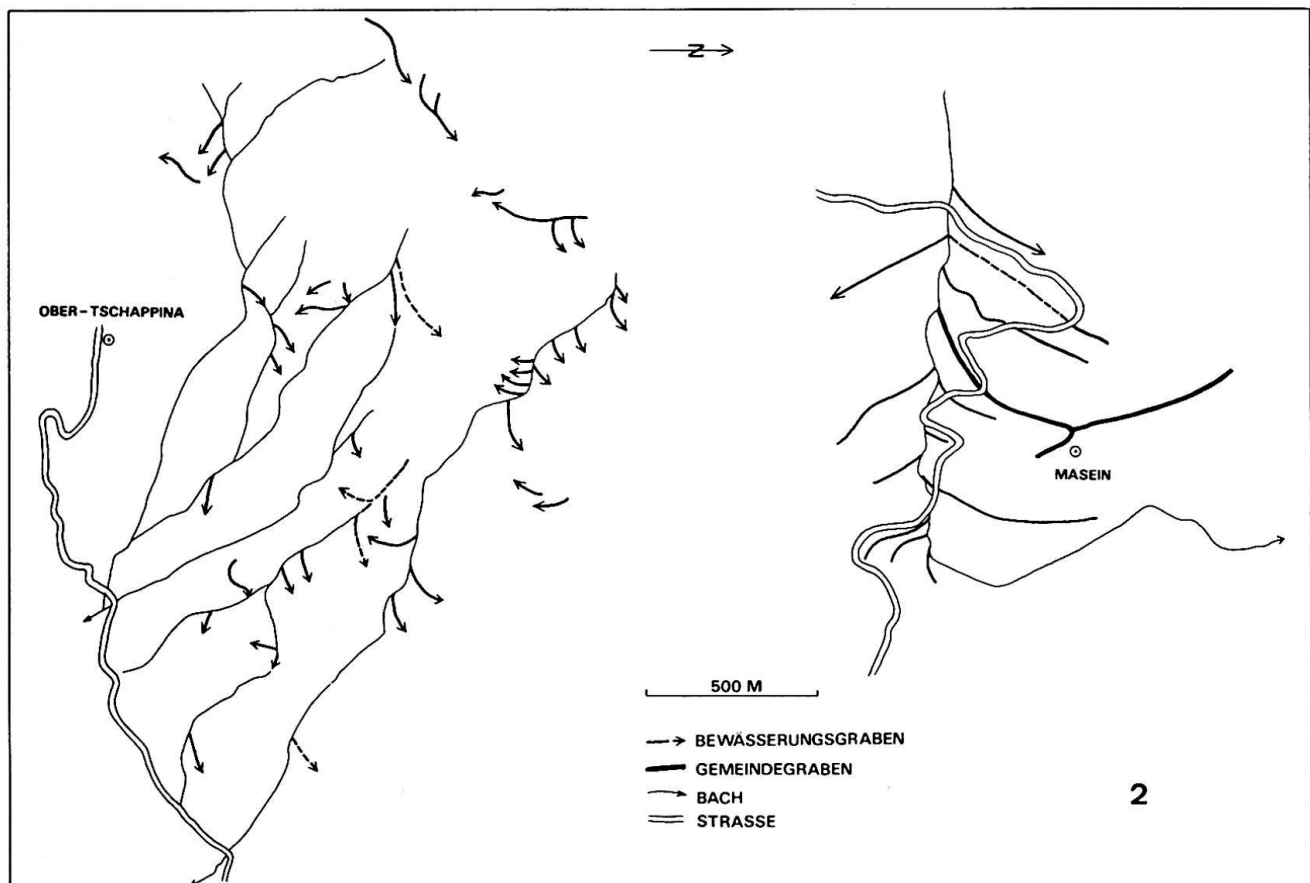 N
OBER-TSCHAPPINA
MASEIN
500 M
BEWÄSSERUNGSGRABEN
GEMEINDEGRABEN
BACH
STRASSE
2